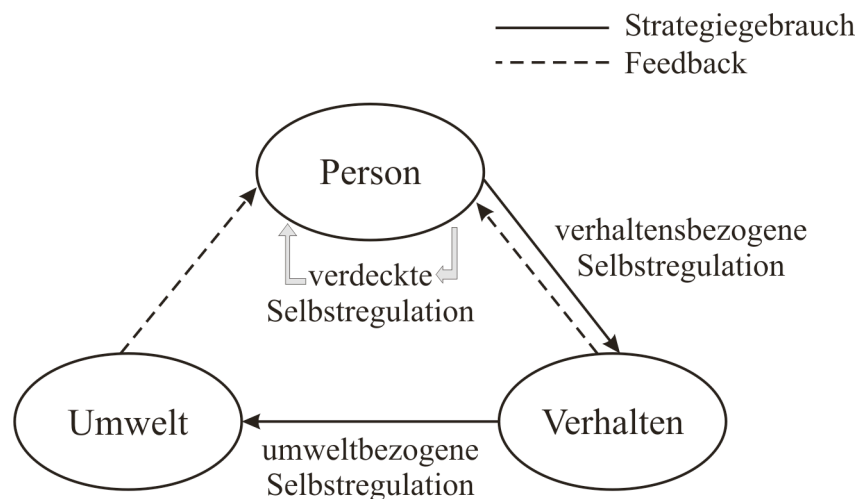 Strategiegebrauch
Feedback
Person
verhaltensbezogene
Selbstregulation
verdeckte
Selbstregulation
Umwelt
Verhalten
umweltbezogene
Selbstregulation